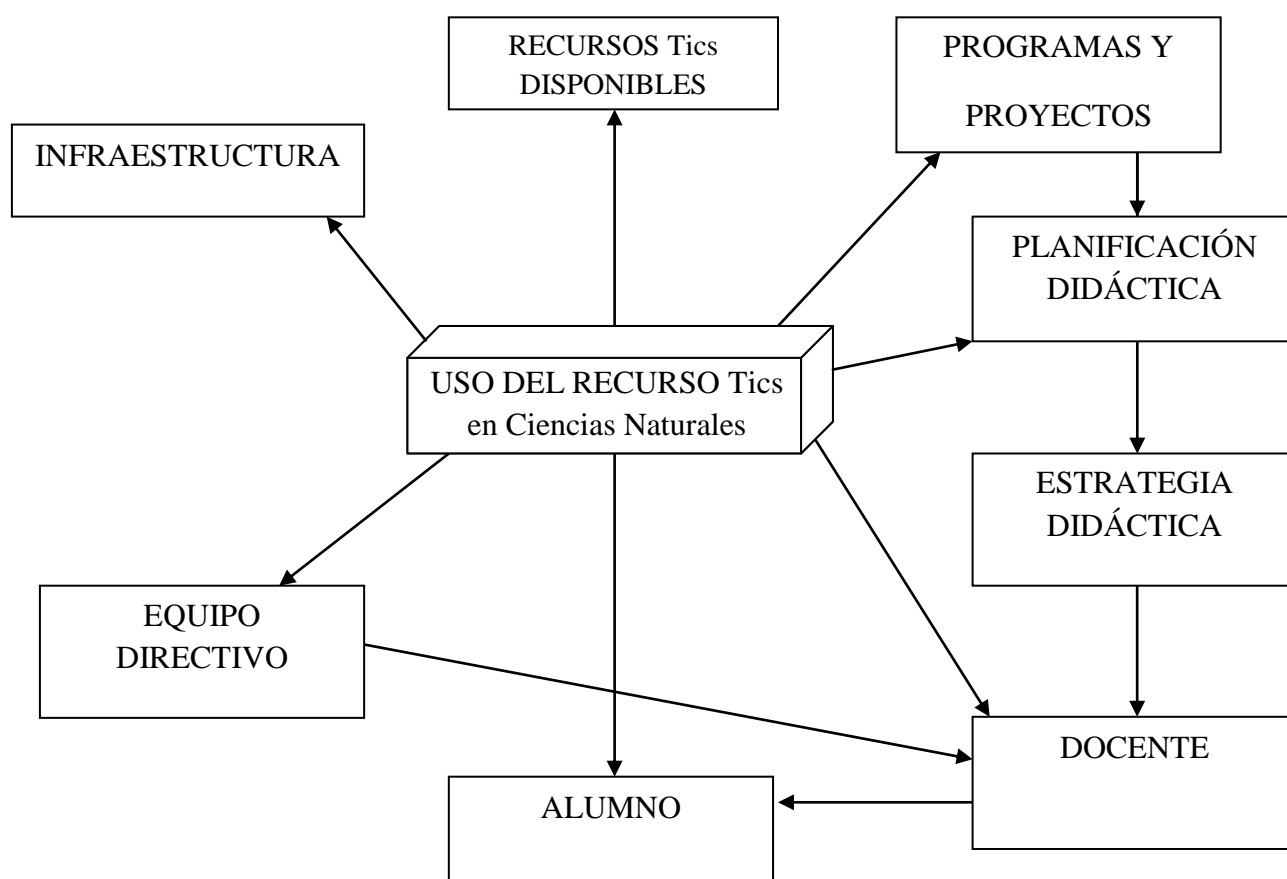 RECURSOS Tics
DISPONIBLES
PROGRAMAS Y
PROYECTOS
INFRAESTRUCTURA
PLANIFICACIÓN
DIDÁCTICA
USO DEL RECURSO Tics
en Ciencias Naturales
ESTRATEGIA
DIDÁCTICA
EQUIPO
DIRECTIVO
DOCENTE
ALUMNO